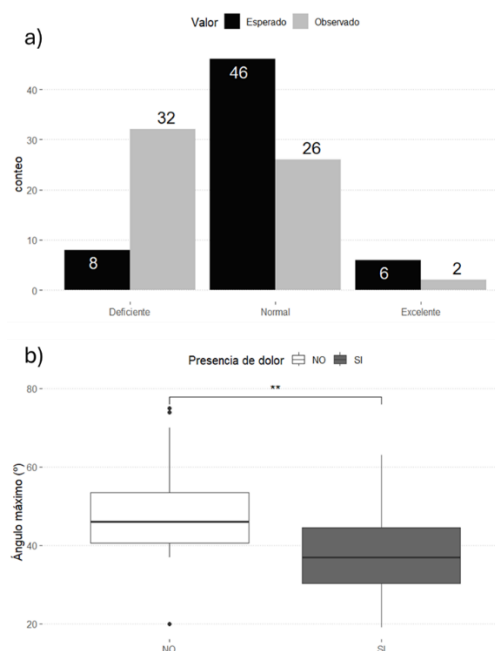 a)
Valor Esperado Observado
conteo
40
30
20
10
0
8
32
46
26
6
2
Deficiente Normal Excelente
b)
Presencia de dolor NO SI
**
Ángulo máximo (º)
80
60
40
20
NO SI